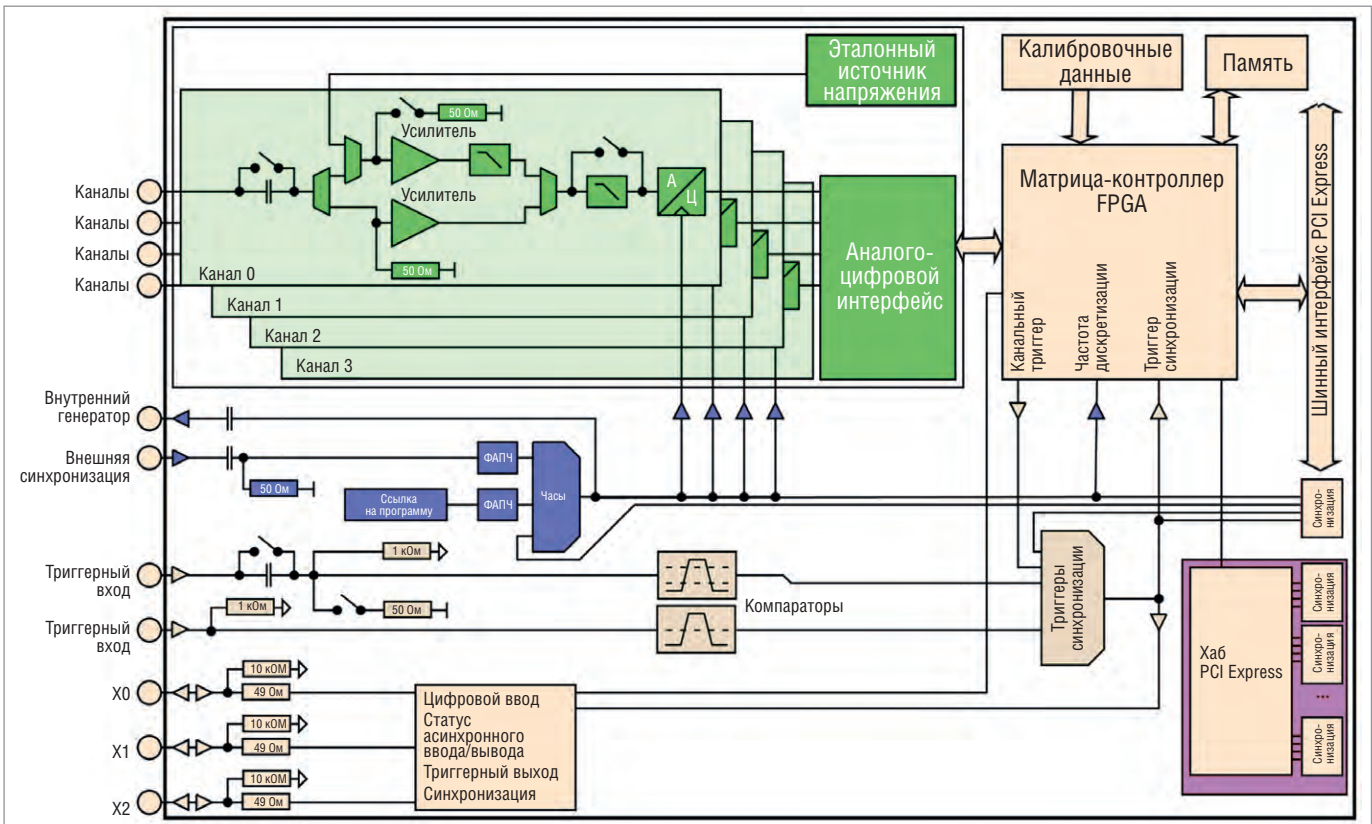 Эталонный
источник
напряжения
Калибровочные
данные
Память
50 Ом
Усилитель
Усилитель
А
Ц
50 Ом
Каналы
Каналы
Каналы
Каналы
Канал 0
Канал 1
Канал 2
Канал 3
Аналого-
цифровой
интерфейс
Матрица-контроллер
FPGA
Канальный
триггер
Частота
дискретизации
Триггер
синхронизации
Шинный интерфейс PCI Express
Внутренний
генератор
Внешняя
синхронизация
50 Ом
ФАПЧ
Ссылка
на программу
ФАПЧ
Часы
Синхро-
низация
Триггерный
вход
1 кОм
50 Ом
Триггерный
вход
1 кОм
Компараторы
Триггеры
синхронизации
Хаб
PCI Express
Синхро-
низация
Синхро-
низация
...
Синхро-
низация
X0
10 кОМ
49 Ом
X1
10 кОМ
49 Ом
X2
10 кОМ
49 Ом
Цифровой ввод
Статус
асинхронного
ввода/вывода
Триггерный выход
Синхронизация